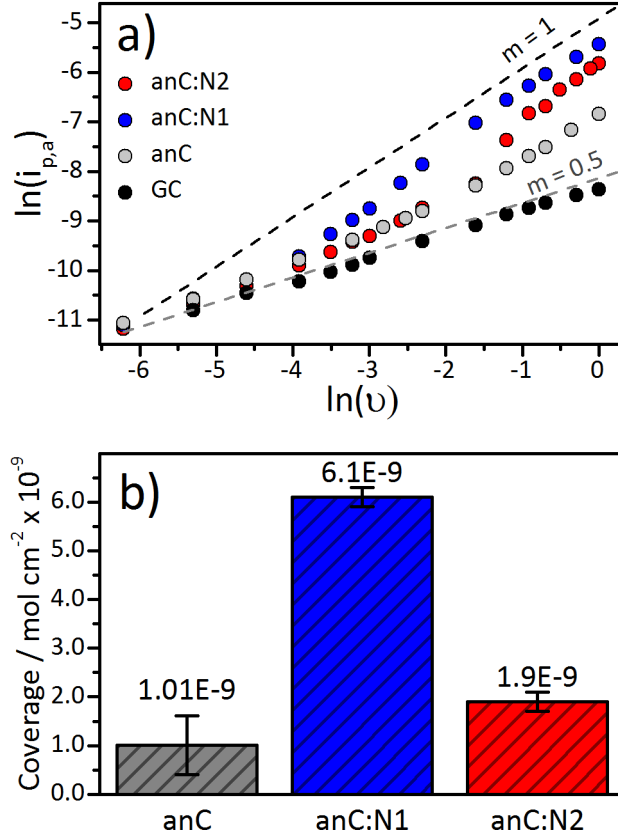 a)
-5
-6
-7
-8
-9
-10
-11
ln(i_p,a)
m = 1
anC:N2
anC:N1
anC
GC
m = 0.5
-6 -5 -4 -3 -2 -1 0
ln(υ)
b)
6.0
5.0
4.0
3.0
2.0
1.0
0.0
Coverage / mol cm⁻² x 10⁻⁹
1.01E-9
6.1E-9
1.9E-9
anC anC:N1 anC:N2